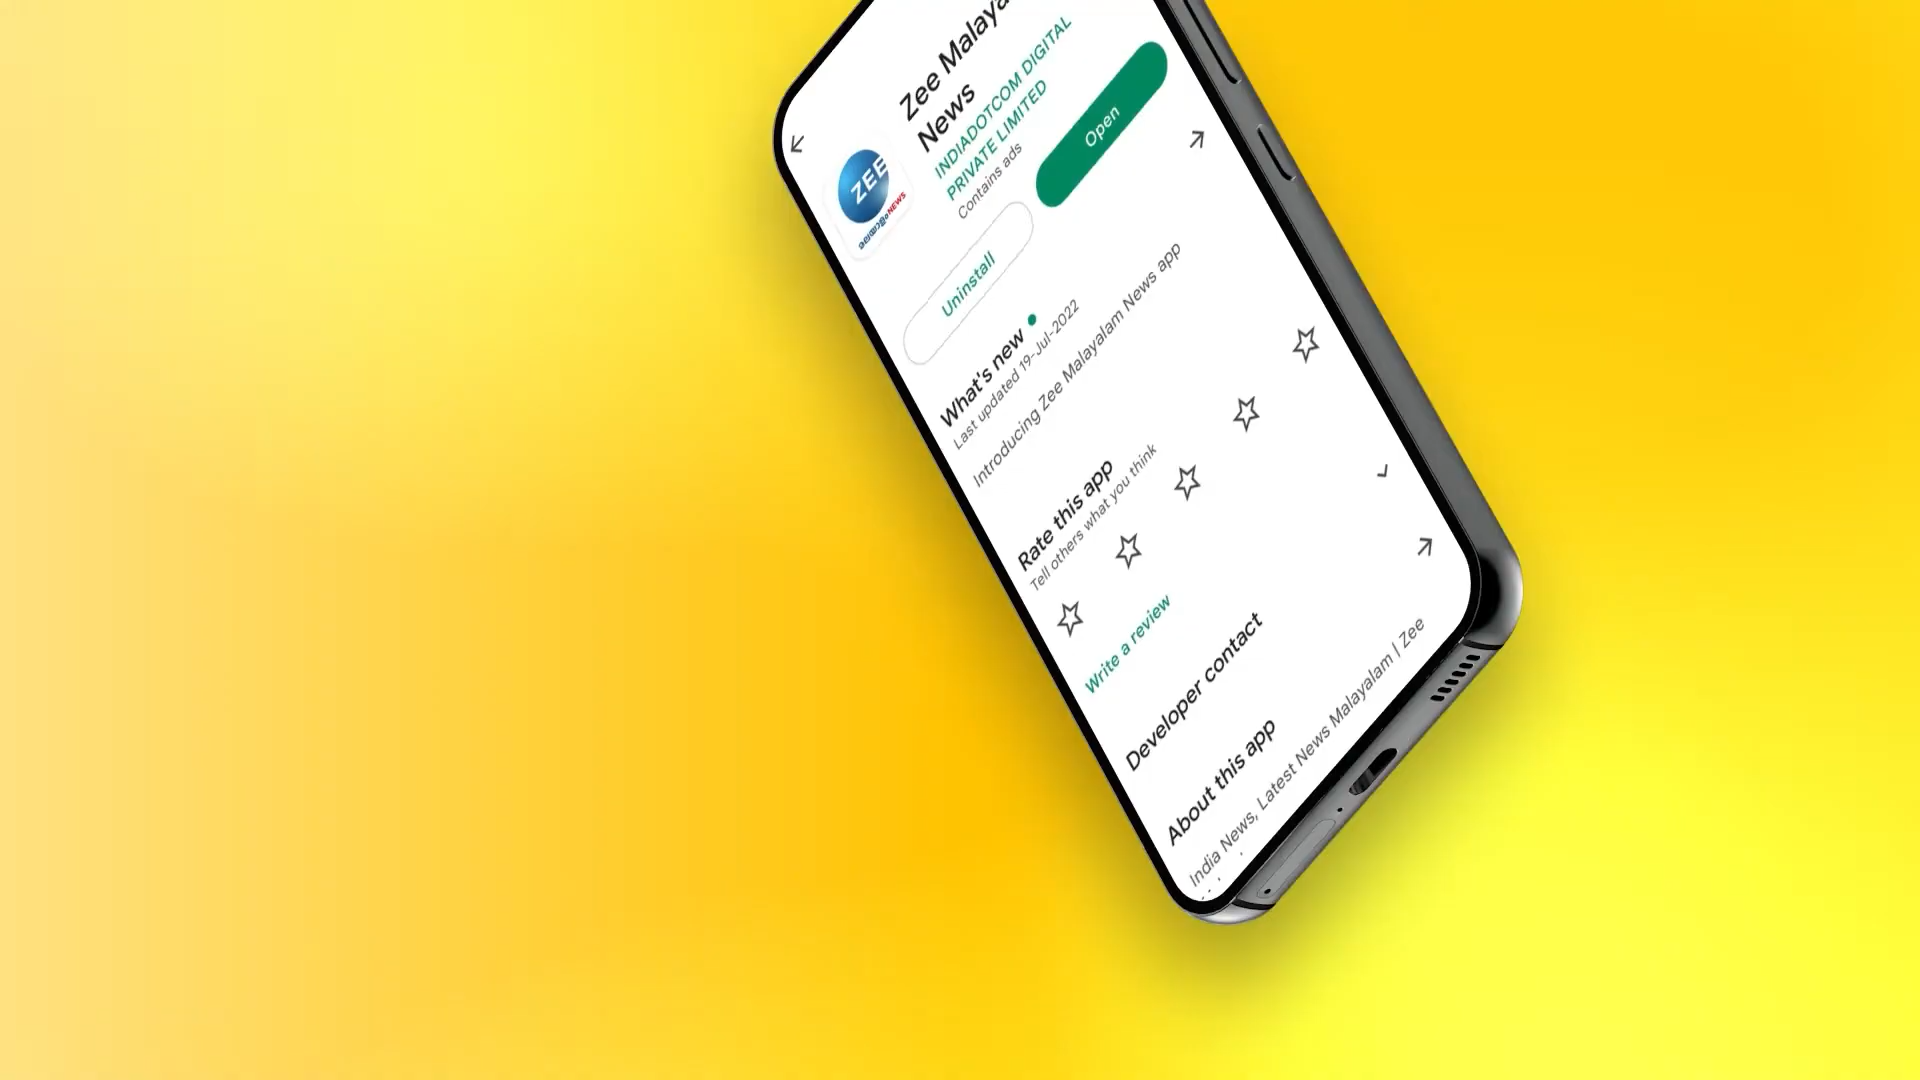 Zee Malaya
News
INDIADOTCOM DIGITAL
PRIVATE LIMITED
Contains ads
ZEE
മലയാളം NEWS
Uninstall
Open
What's new
Last updated 19-Jul-2022
Introducing Zee Malayalam News app
Rate this app
Tell others what you think
Write a review
Developer contact
About this app
India News, Latest News Malayalam | Zee